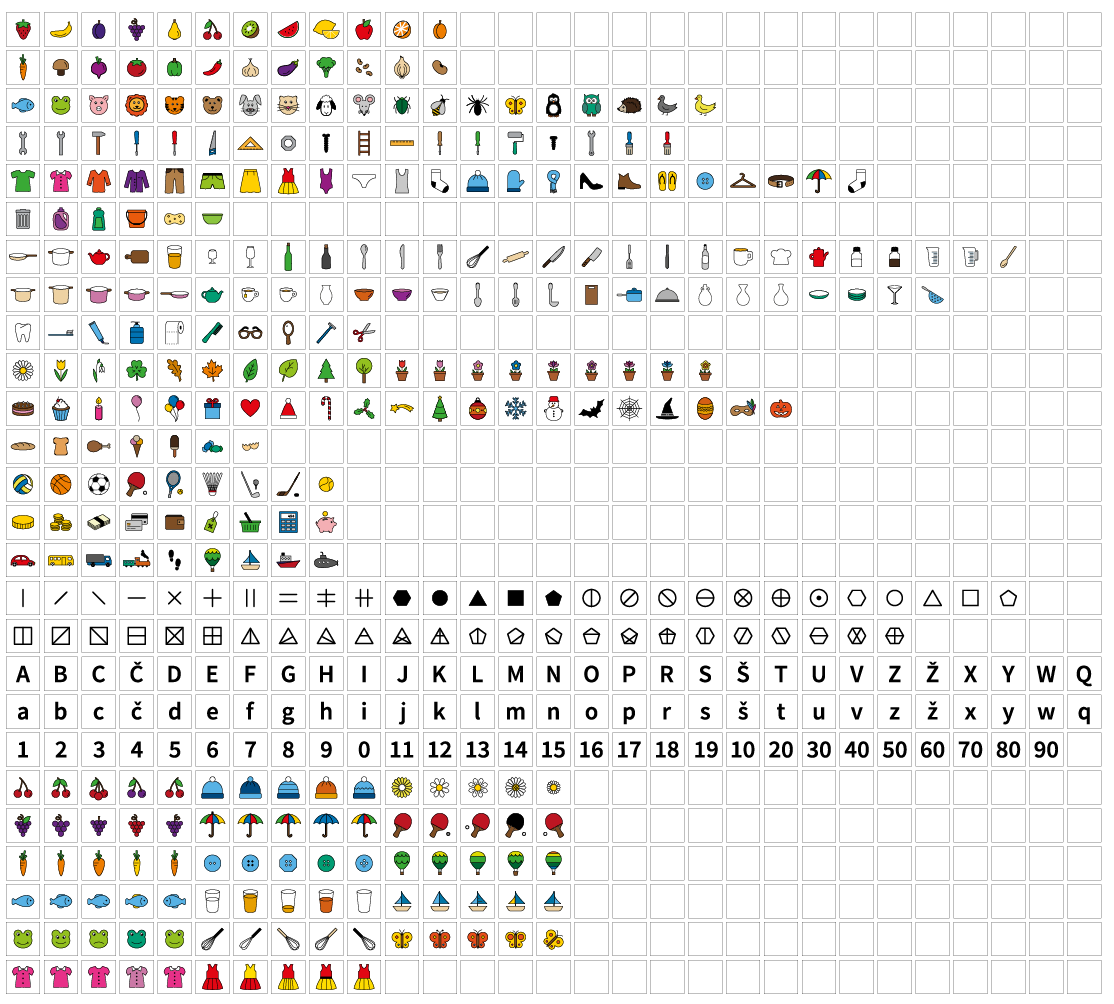 A B C Č D E F G H I J K L M N O P R S Š T U V Z Ž X Y W Q
a b c č d e f g h i j k l m n o p r s š t u v z ž x y w q
1 2 3 4 5 6 7 8 9 0 11 12 13 14 15 16 17 18 19 10 20 30 40 50 60 70 80 90